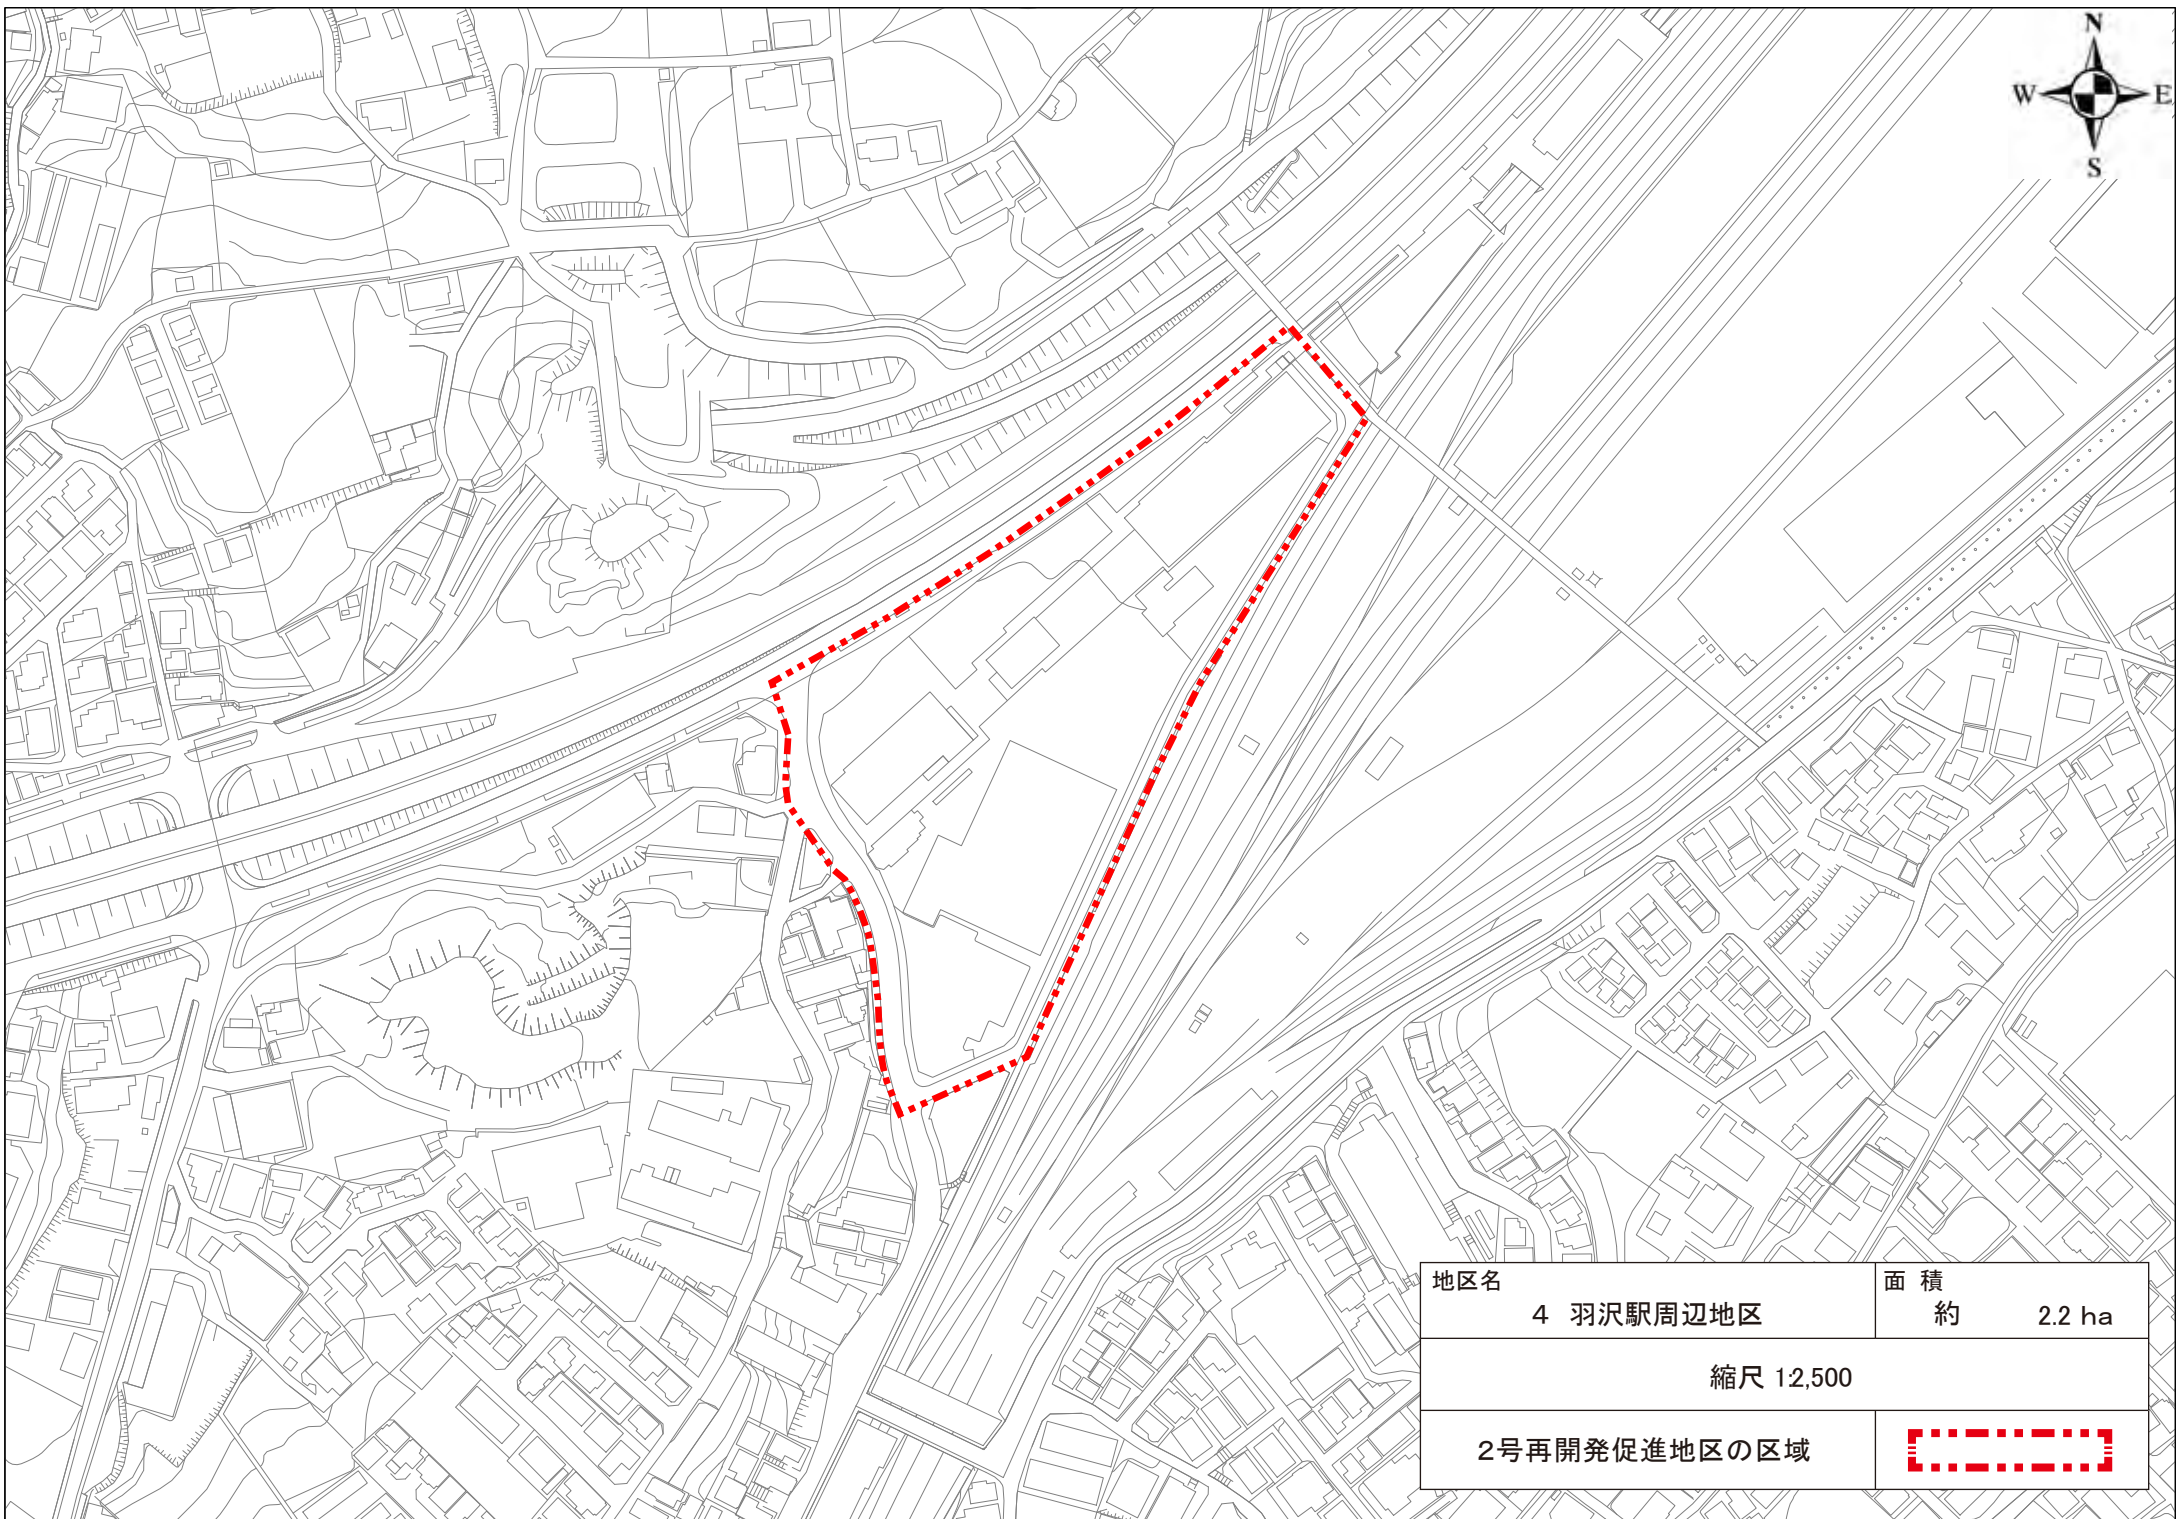 N
W E
S
地区名
4 羽沢駅周辺地区
面 積
約 2.2 ha
縮尺 1:2,500
2号再開発促進地区の区域